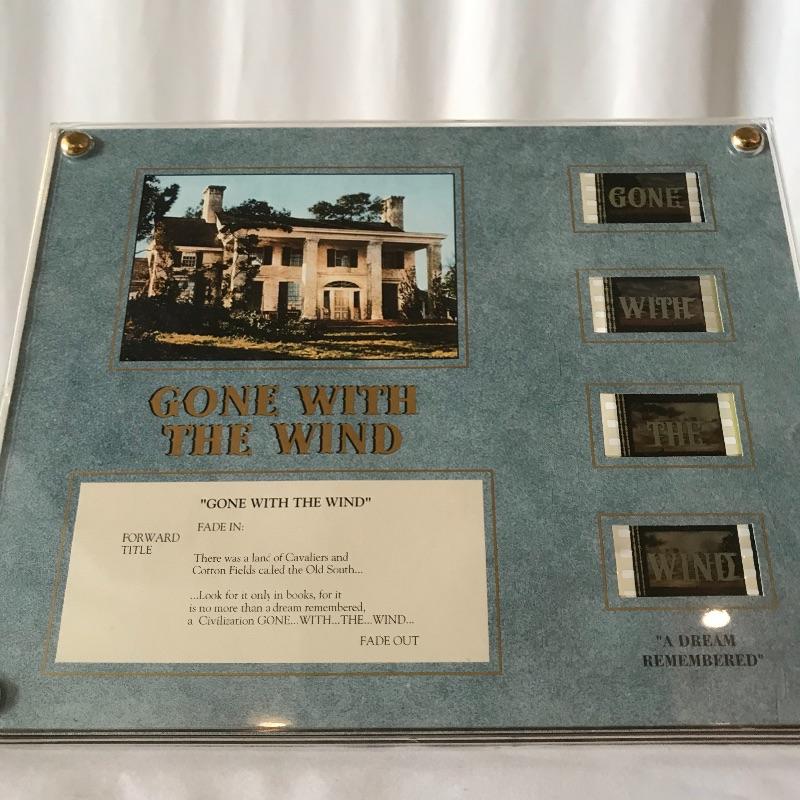 GONE WITH
THE WIND
"GONE WITH THE WIND"
FADE IN:
FORWARD
TITLE
There was a land of Cavaliers and
Cotton Fields called the Old South...
...Look for it only in books, for it
is no more than a dream remembered,
a Civilization GONE...WITH...THE...WIND...
FADE OUT
GONE
WITH
THE
WIND
"A DREAM
REMEMBERED"